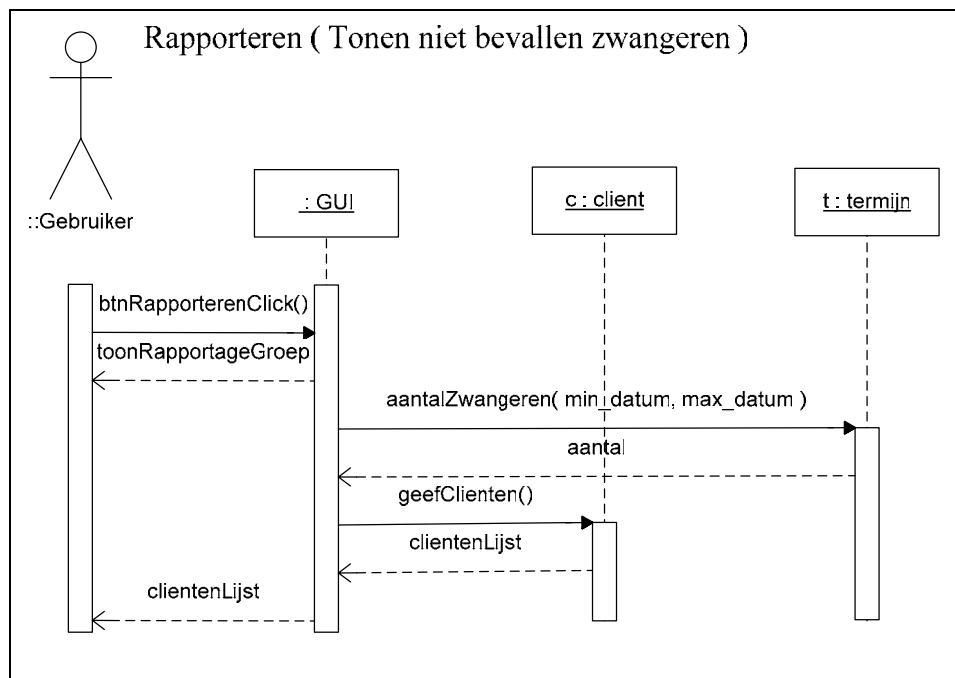 Rapporteren ( Tonen niet bevallen zwangeren )
: GUI
c : client
t : termijn
::Gebruiker
btnRapporterenClick()
toonRapportageGroep
aantalZwangeren( min_datum, max_datum )
aantal
geefClienten()
clientenLijst
clientenLijst